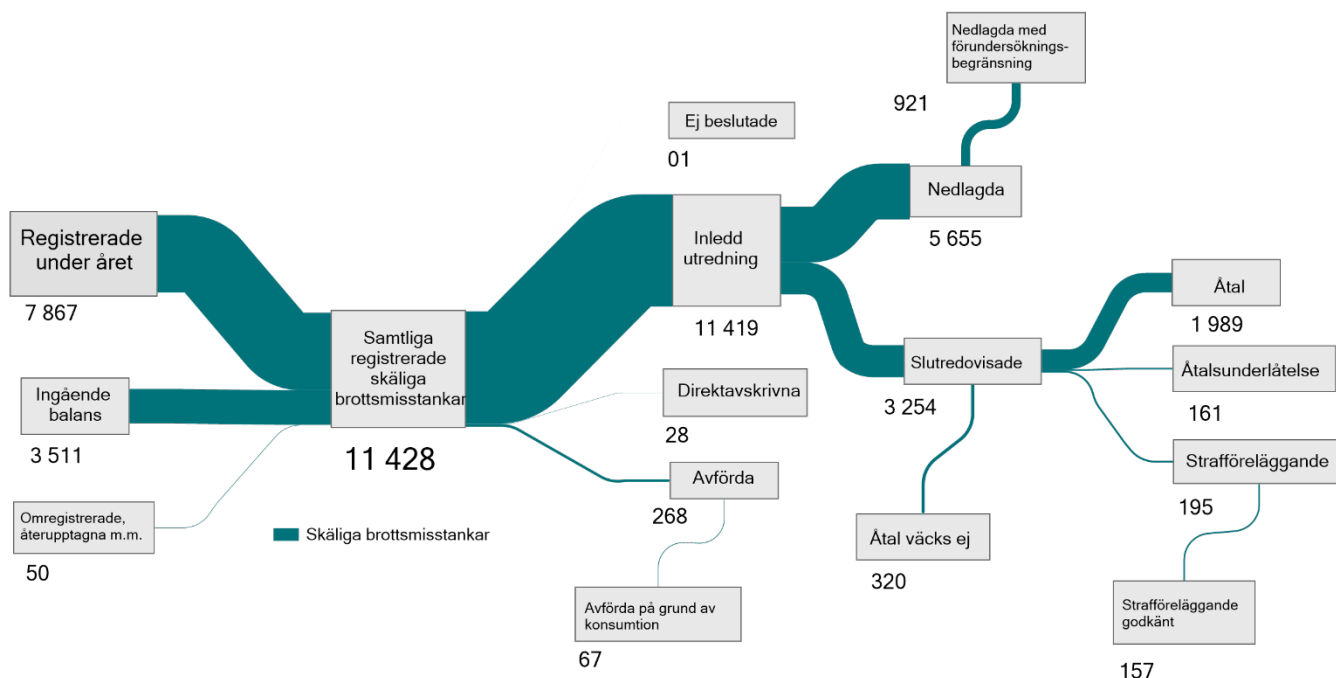 Nedlagda med
förundersöknings-
begränsning
921
Ej beslutade
01
Nedlagda
5 655
Registrerade
under året
7 867
Inledd
utredning
11 419
Åtal
1 989
Samtliga
registrerade
skäliga
brottsmisstankar
11 428
Slutredovisade
3 254
Åtalsunderlåtelse
161
Ingående
balans
3 511
Direktavskrivna
28
Strafföreläggande
195
Avförda
268
Omregistrerade,
återupptagna m.m.
50
Skäliga brottsmisstankar
Åtal väcks ej
320
Avförda på grund av
konsumtion
67
Strafföreläggande
godkänt
157